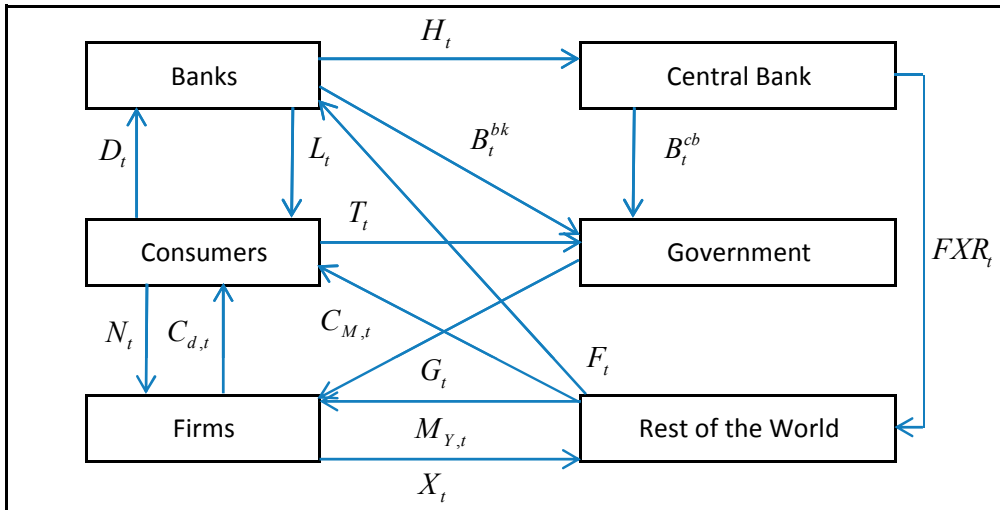 H_t
Banks
Central Bank
B_t^{bk}
D_t
L_t
B_t^{cb}
T_t
Consumers
Government
FXR_t
C_{M,t}
N_t
C_{d,t}
G_t
F_t
Firms
Rest of the World
M_{Y,t}
X_t